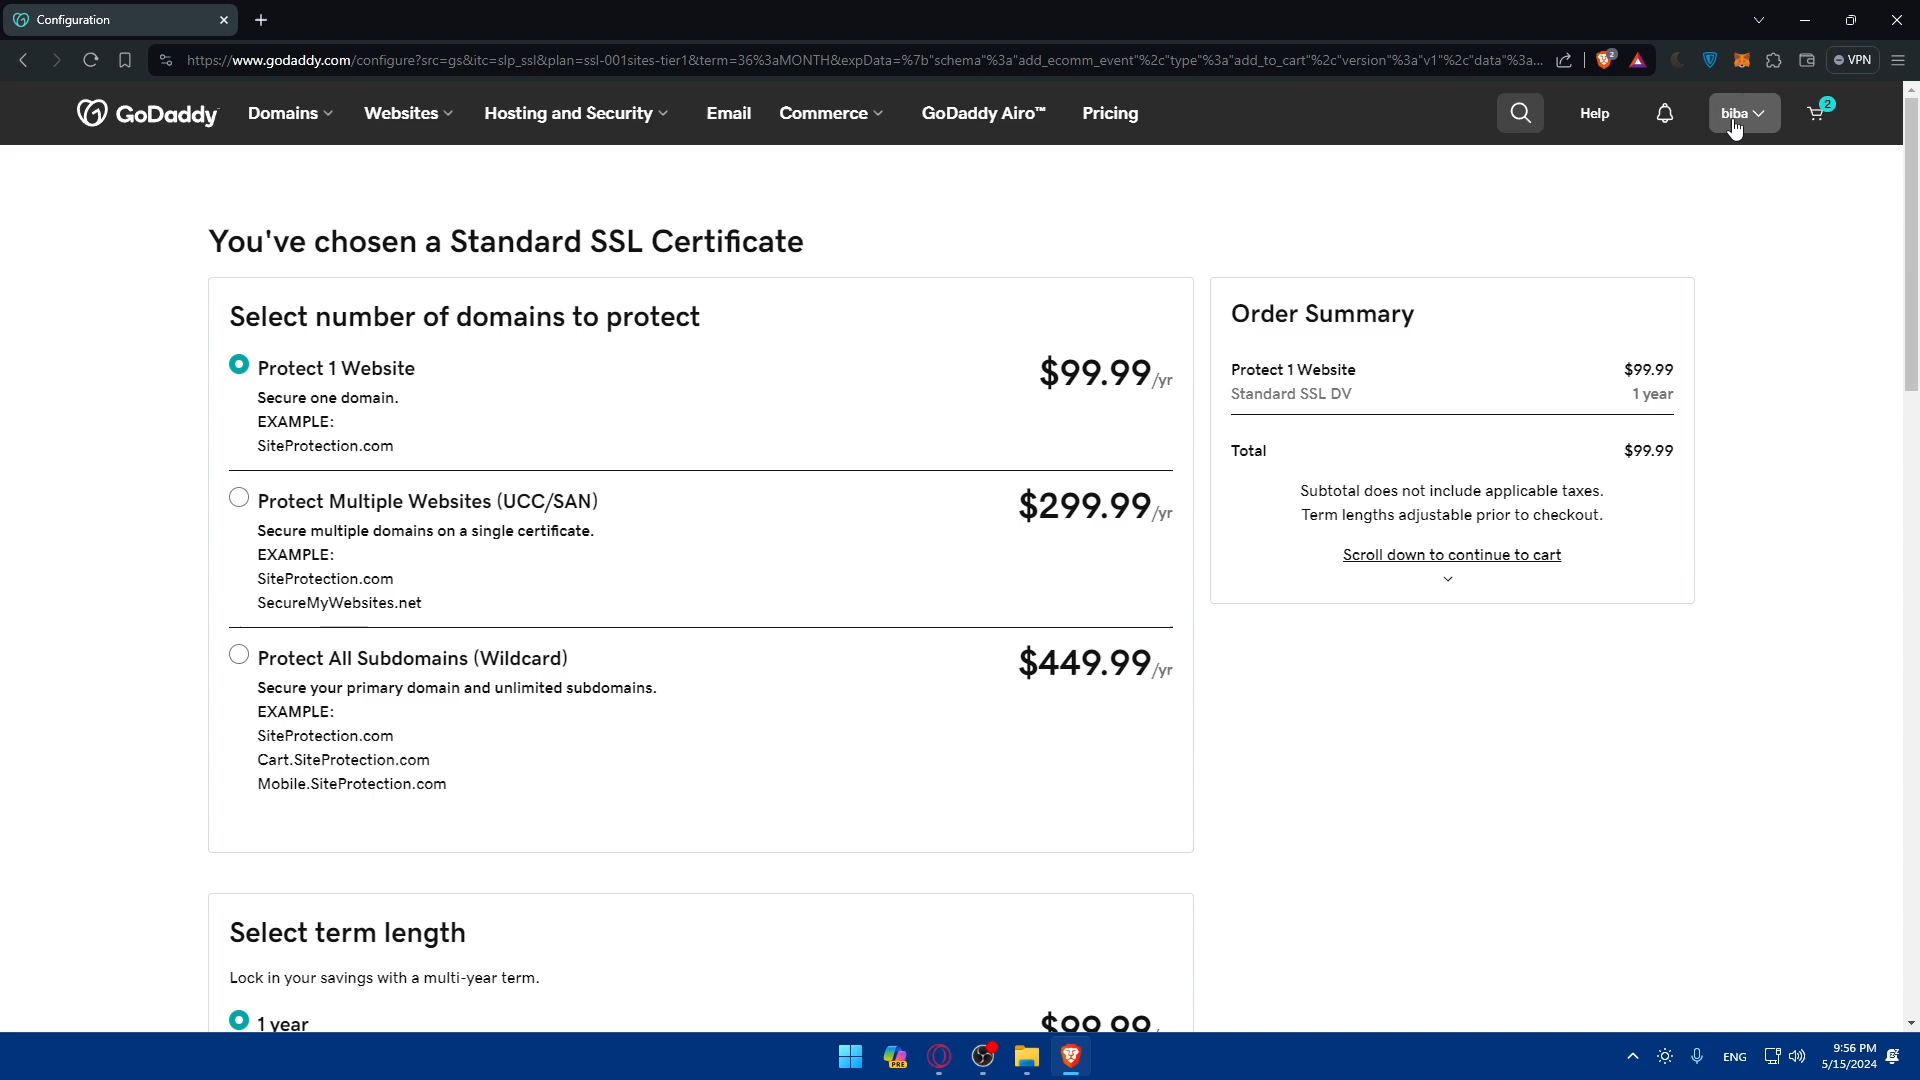 Configuration
https://www.godaddy.com/configure?src=gs&itc=slp_ssl&plan=ssl-001sites-tier1&term=36%3aMONTH&expData=%7b"schema"%3a"add_ecomm_event"%2c"type"%3a"add_to_cart"%2c"version"%3a"v1"%2c"data"%3a...
2
VPN
GoDaddy
Domains
Websites
Hosting and Security
Email
Commerce
GoDaddy Airo™
Pricing
Help
biba
2
You've chosen a Standard SSL Certificate
Select number of domains to protect
Protect 1 Website
$99.99/yr
Secure one domain.
EXAMPLE:
SiteProtection.com
Protect Multiple Websites (UCC/SAN)
$299.99/yr
Secure multiple domains on a single certificate.
EXAMPLE:
SiteProtection.com
SecureMyWebsites.net
Protect All Subdomains (Wildcard)
$449.99/yr
Secure your primary domain and unlimited subdomains.
EXAMPLE:
SiteProtection.com
Cart.SiteProtection.com
Mobile.SiteProtection.com
Order Summary
Protect 1 Website $99.99
Standard SSL DV 1 year
Total $99.99
Subtotal does not include applicable taxes.
Term lengths adjustable prior to checkout.
Scroll down to continue to cart
Select term length
Lock in your savings with a multi-year term.
1 year
$99.99
PRE
ENG
9:56 PM
5/15/2024